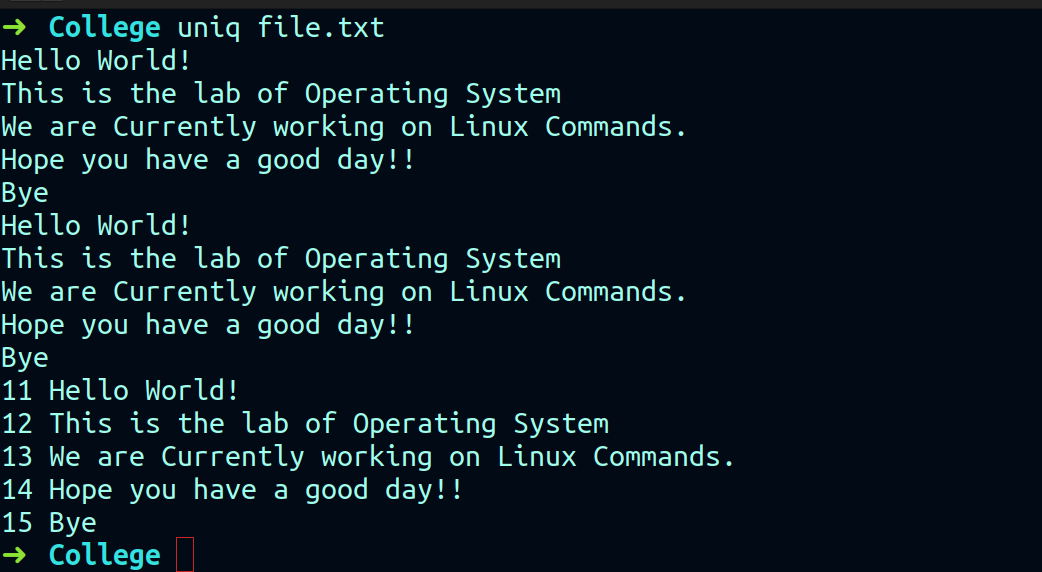 ➜ College uniq file.txt
Hello World!
This is the lab of Operating System
We are Currently working on Linux Commands.
Hope you have a good day!!
Bye
Hello World!
This is the lab of Operating System
We are Currently working on Linux Commands.
Hope you have a good day!!
Bye
11 Hello World!
12 This is the lab of Operating System
13 We are Currently working on Linux Commands.
14 Hope you have a good day!!
15 Bye
➜ College